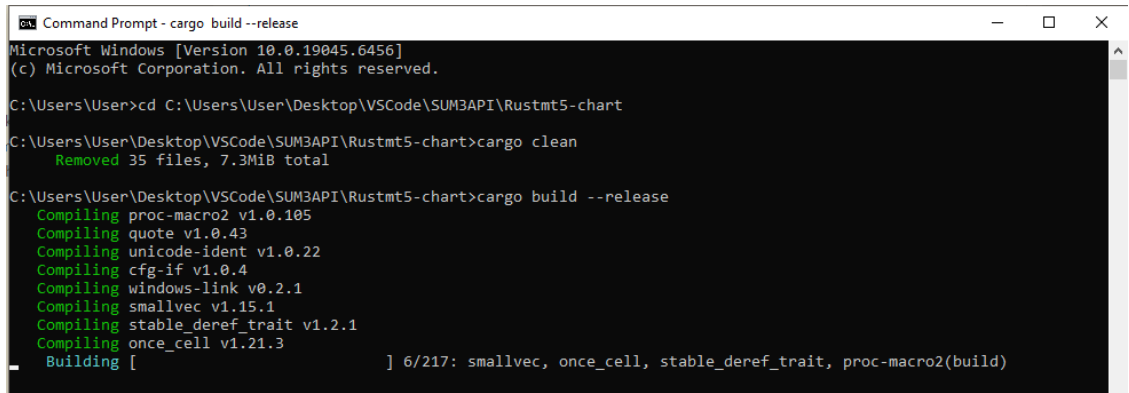 Command Prompt - cargo build --release
Microsoft Windows [Version 10.0.19045.6456]
(c) Microsoft Corporation. All rights reserved.
C:\Users\User>cd C:\Users\User\Desktop\VSCode\SUM3API\Rustmt5-chart
C:\Users\User\Desktop\VSCode\SUM3API\Rustmt5-chart>cargo clean
Removed 35 files, 7.3MiB total
C:\Users\User\Desktop\VSCode\SUM3API\Rustmt5-chart>cargo build --release
Compiling proc-macro2 v1.0.105
Compiling quote v1.0.43
Compiling unicode-ident v1.0.22
Compiling cfg-if v1.0.4
Compiling windows-link v0.2.1
Compiling smallvec v1.15.1
Compiling stable_deref_trait v1.2.1
Compiling once_cell v1.21.3
Building [                         ] 6/217: smallvec, once_cell, stable_deref_trait, proc-macro2(build)